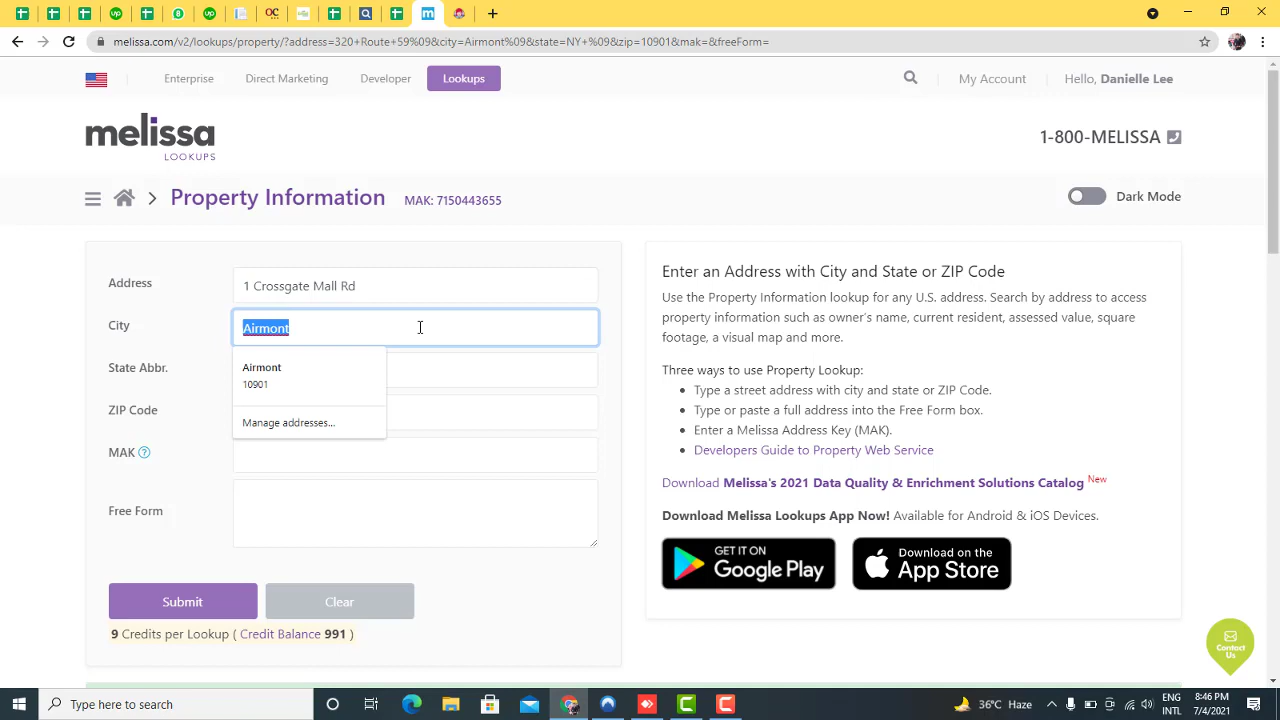 melissa.com/v2/lookups/property/?address=320+Route+59%09&city=Airmont%09&state=NY+%09&zip=10901&mak=&freeForm=
Enterprise Direct Marketing Developer Lookups My Account Hello, Danielle Lee
melissa
LOOKUPS
1-800-MELISSA
Property Information MAK: 7150443655 Dark Mode
Address 1 Crossgate Mall Rd
City Airmont
Airmont
10901
Manage addresses...
State Abbr.
ZIP Code
MAK ?
Free Form
Submit Clear
9 Credits per Lookup ( Credit Balance 991 )
Enter an Address with City and State or ZIP Code
Use the Property Information lookup for any U.S. address. Search by address to access
property information such as owner's name, current resident, assessed value, square
footage, a visual map and more.
Three ways to use Property Lookup:
• Type a street address with city and state or ZIP Code.
• Type or paste a full address into the Free Form box.
• Enter a Melissa Address Key (MAK).
• Developers Guide to Property Web Service
Download Melissa's 2021 Data Quality & Enrichment Solutions Catalog New
Download Melissa Lookups App Now! Available for Android & iOS Devices.
GET IT ON
Google Play
Download on the
App Store
Contact
Us
Type here to search
36°C Haze
ENG
INTL
8:46 PM
7/4/2021